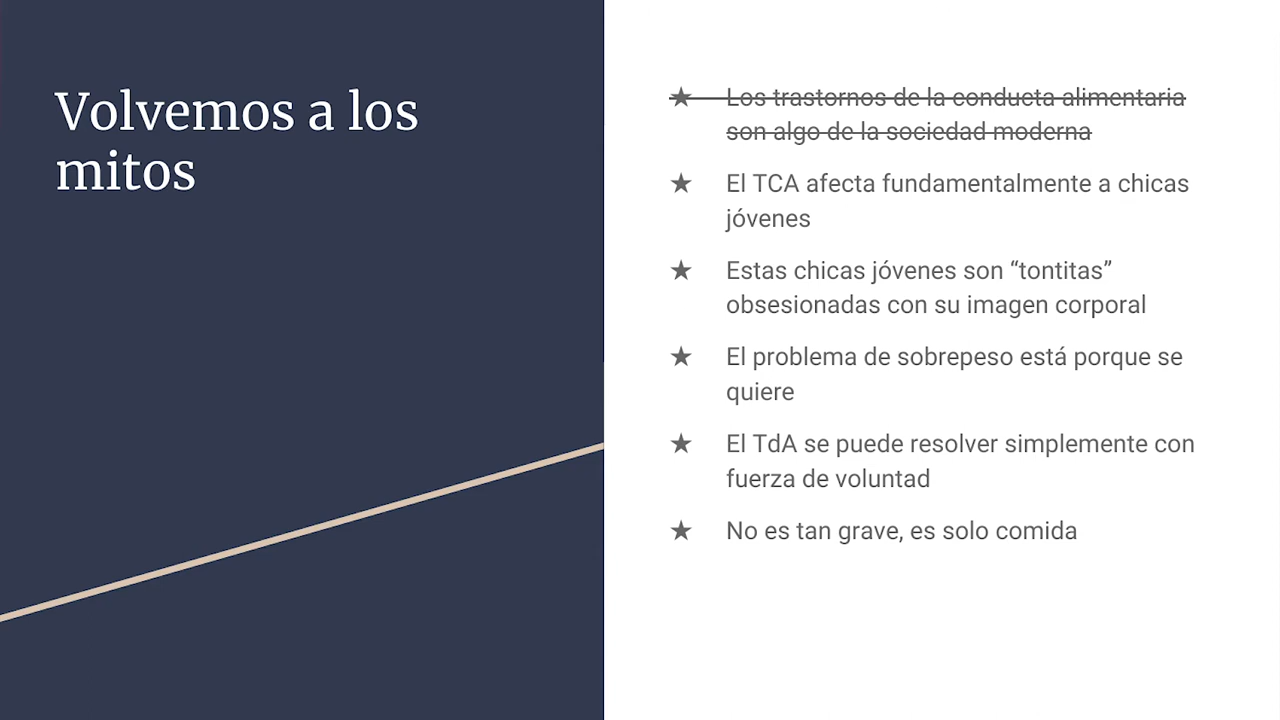 Volvemos a los
mitos
★ Los trastornos de la conducta alimentaria
son algo de la sociedad moderna
★ El TCA afecta fundamentalmente a chicas
jóvenes
★ Estas chicas jóvenes son “tontitas”
obsesionadas con su imagen corporal
★ El problema de sobrepeso está porque se
quiere
★ El TdA se puede resolver simplemente con
fuerza de voluntad
★ No es tan grave, es solo comida